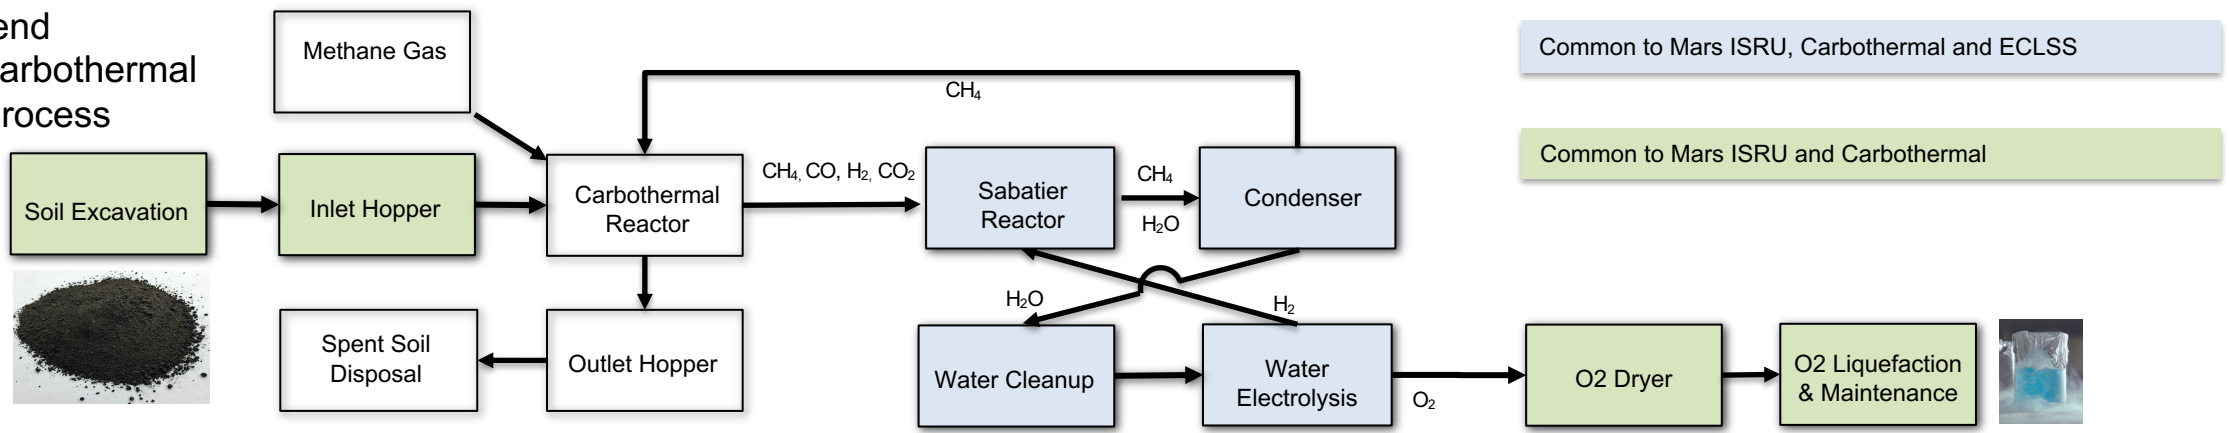 end
arbothermal
rocess
Methane Gas
Common to Mars ISRU, Carbothermal and ECLSS
CH₄
Common to Mars ISRU and Carbothermal
Soil Excavation
Inlet Hopper
Carbothermal
Reactor
CH₄, CO, H₂, CO₂
Sabatier
Reactor
CH₄
H₂O
Condenser
H₂O
H₂
Spent Soil
Disposal
Outlet Hopper
Water Cleanup
Water
Electrolysis
O₂
O2 Dryer
O2 Liquefaction
& Maintenance